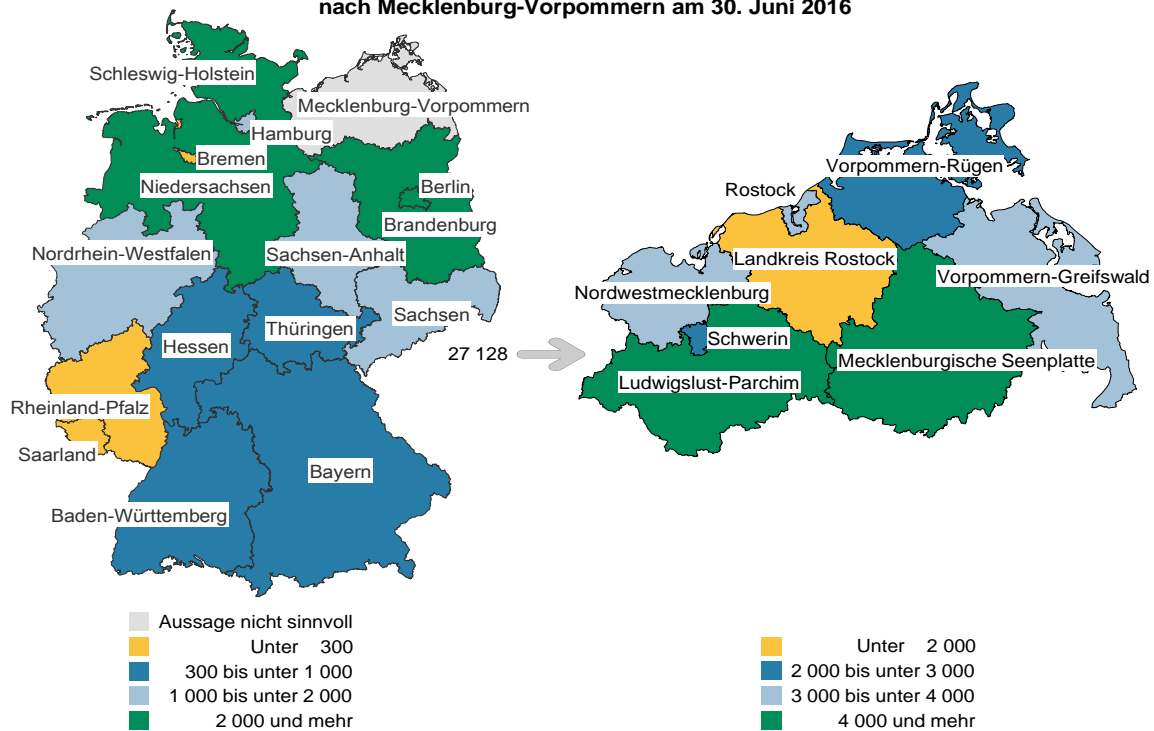 nach Mecklenburg-Vorpommern am 30. Juni 2016
Schleswig-Holstein
Mecklenburg-Vorpommern
Hamburg
Bremen
Niedersachsen
Berlin
Brandenburg
Nordrhein-Westfalen
Sachsen-Anhalt
Sachsen
Thüringen
Hessen
Rheinland-Pfalz
Saarland
Bayern
Baden-Württemberg
27 128
Vorpommern-Rügen
Rostock
Landkreis Rostock
Vorpommern-Greifswald
Nordwestmecklenburg
Schwerin
Mecklenburgische Seenplatte
Ludwigslust-Parchim
Aussage nicht sinnvoll
Unter 300
300 bis unter 1 000
1 000 bis unter 2 000
2 000 und mehr
Unter 2 000
2 000 bis unter 3 000
3 000 bis unter 4 000
4 000 und mehr